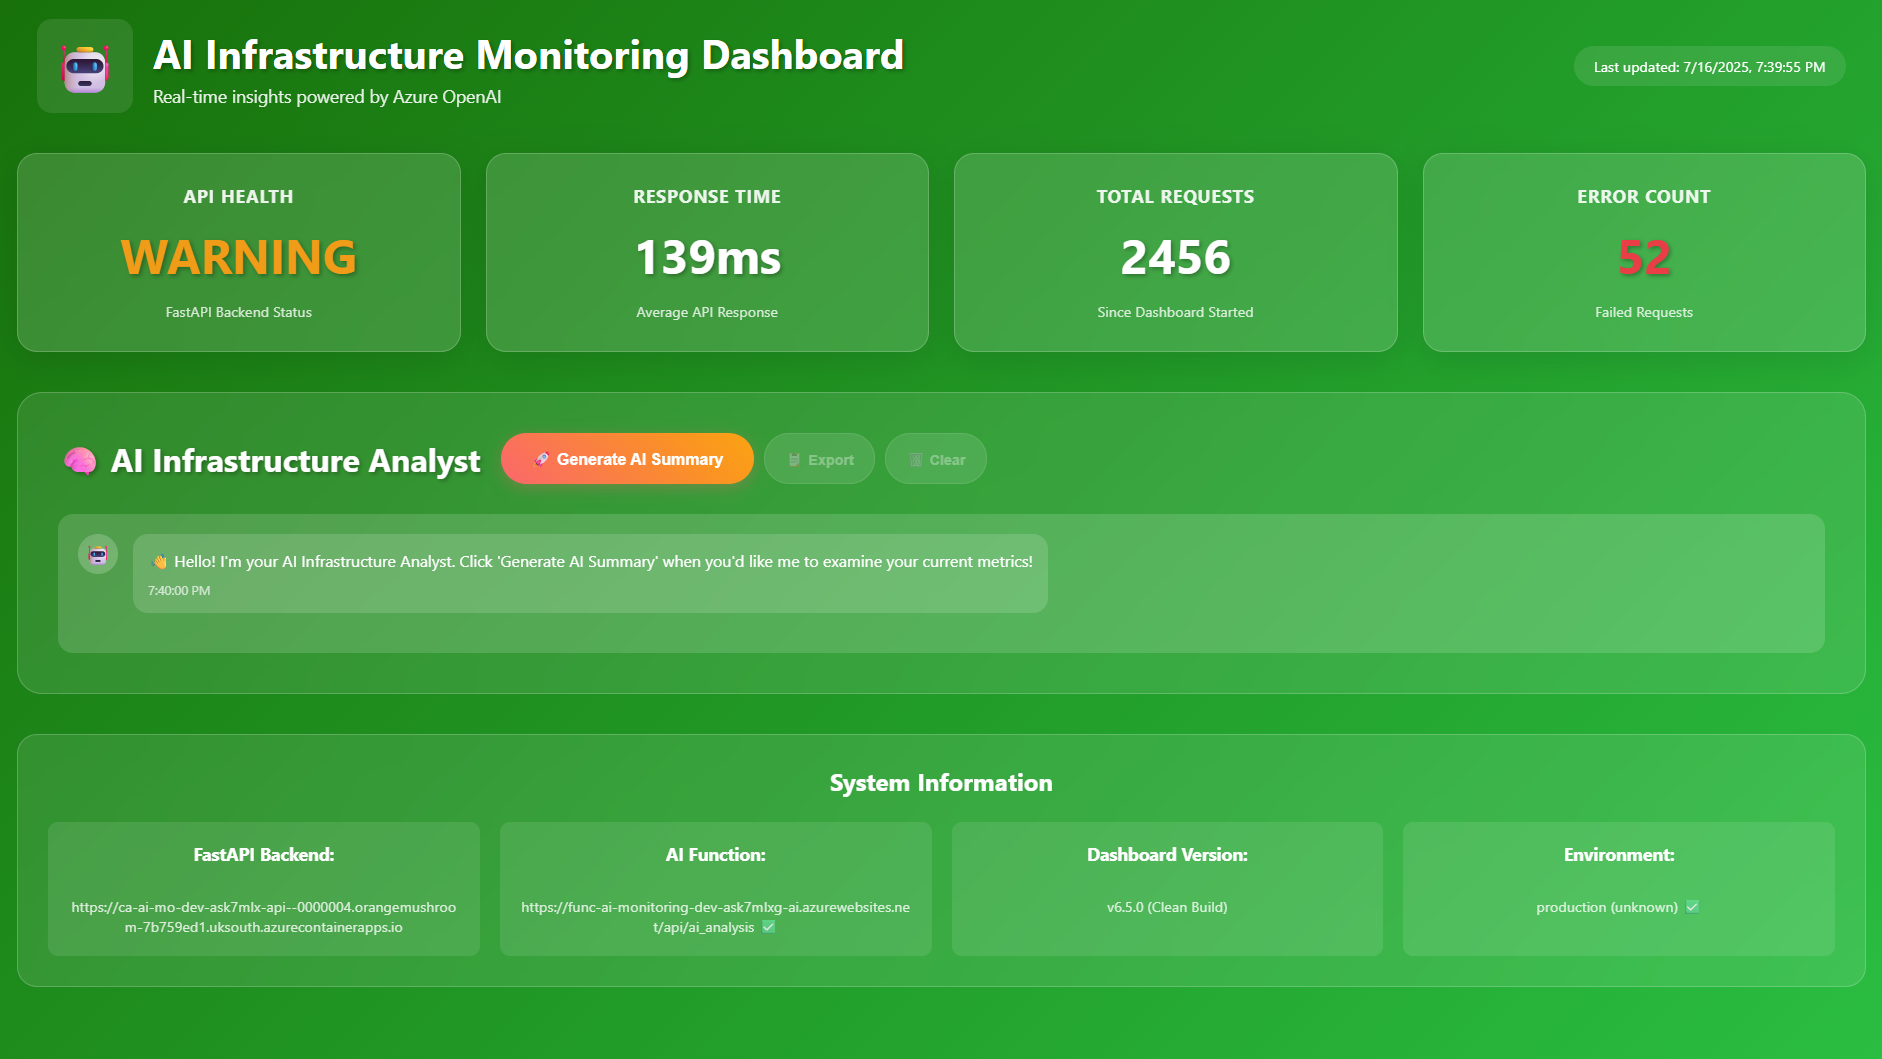 AI Infrastructure Monitoring Dashboard
Real-time insights powered by Azure OpenAI
Last updated: 7/16/2025, 7:39:55 PM
API HEALTH
WARNING
FastAPI Backend Status
RESPONSE TIME
139ms
Average API Response
TOTAL REQUESTS
2456
Since Dashboard Started
ERROR COUNT
52
Failed Requests
🧠 AI Infrastructure Analyst
🚀 Generate AI Summary
Export
Clear
👋 Hello! I'm your AI Infrastructure Analyst. Click 'Generate AI Summary' when you'd like me to examine your current metrics!
7:40:00 PM
System Information
FastAPI Backend:
https://ca-ai-mo-dev-ask7mlx-api--0000004.orangemushroo
m-7b759ed1.uksouth.azurecontainerapps.io
AI Function:
https://func-ai-monitoring-dev-ask7mlxg-ai.azurewebsites.ne
t/api/ai_analysis ✅
Dashboard Version:
v6.5.0 (Clean Build)
Environment:
production (unknown) ✅